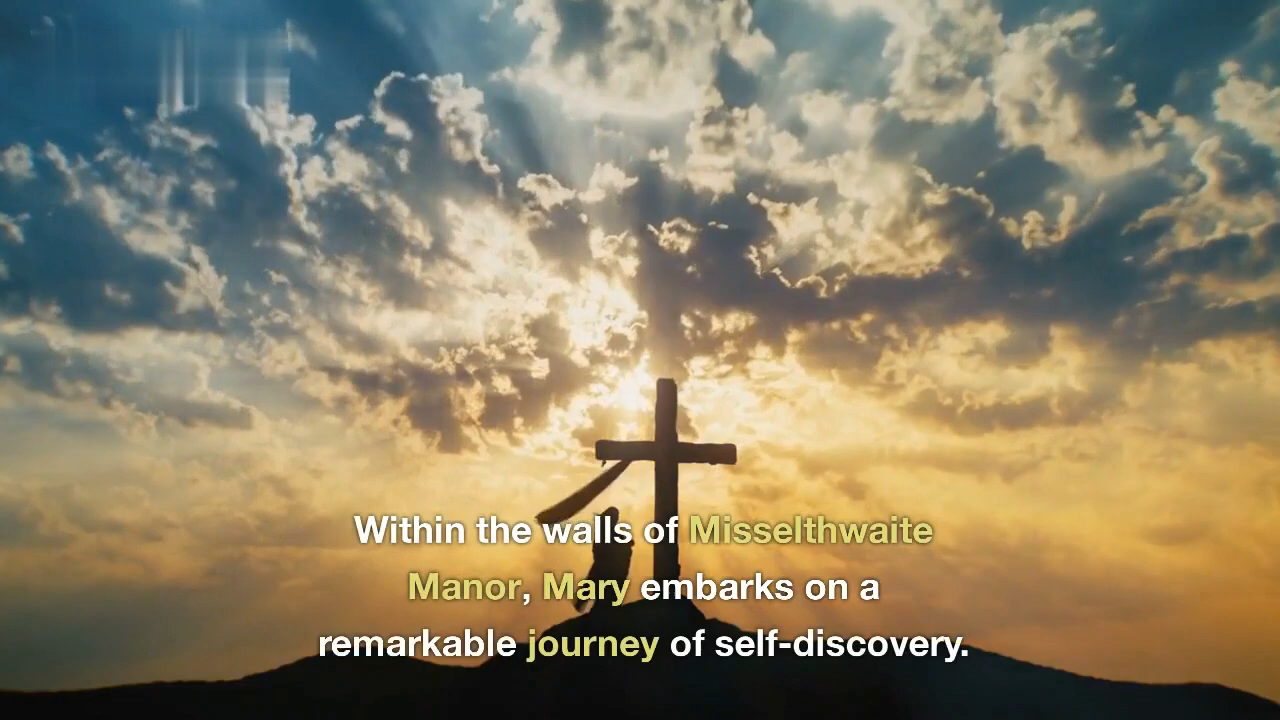 Within the walls of Misselthwaite
Manor, Mary embarks on a
remarkable journey of self-discovery.